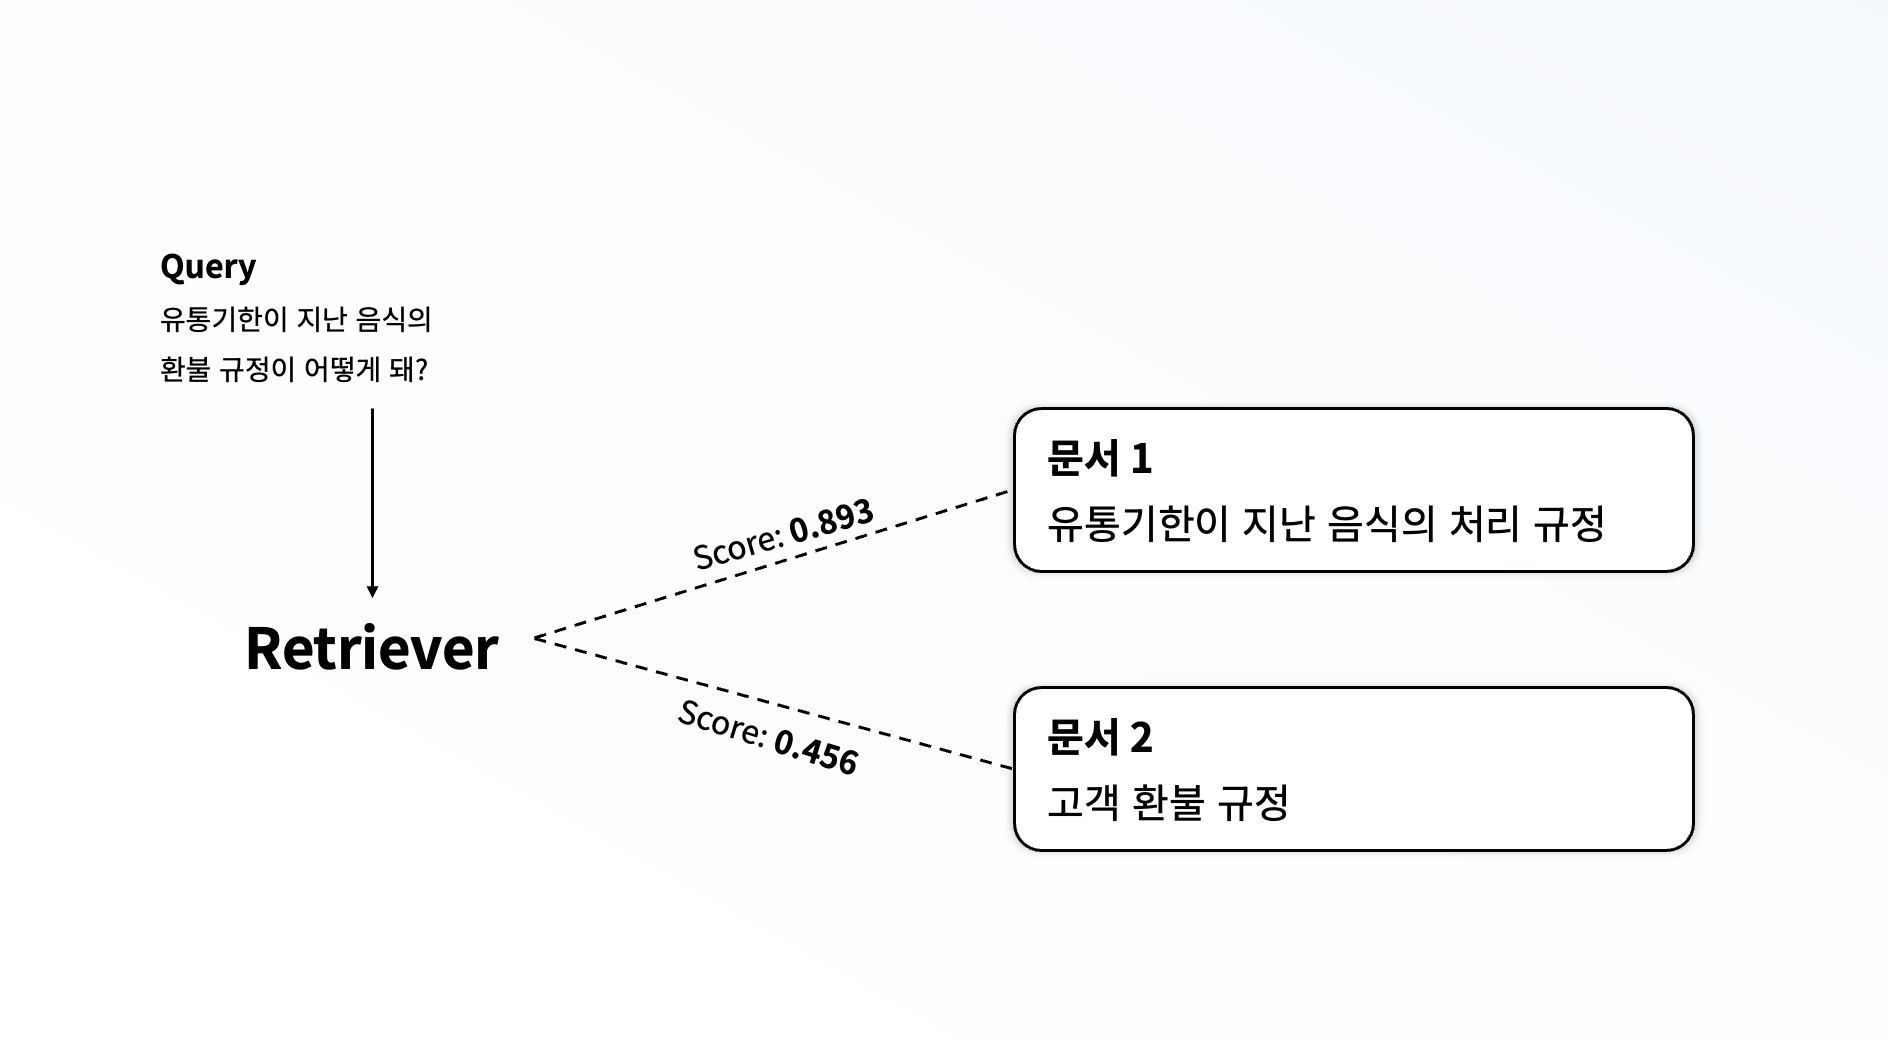 Query
유통기한이 지난 음식의
환불 규정이 어떻게 돼?
Retriever
Score: 0.893
Score: 0.456
문서 1
유통기한이 지난 음식의 처리 규정
문서 2
고객 환불 규정